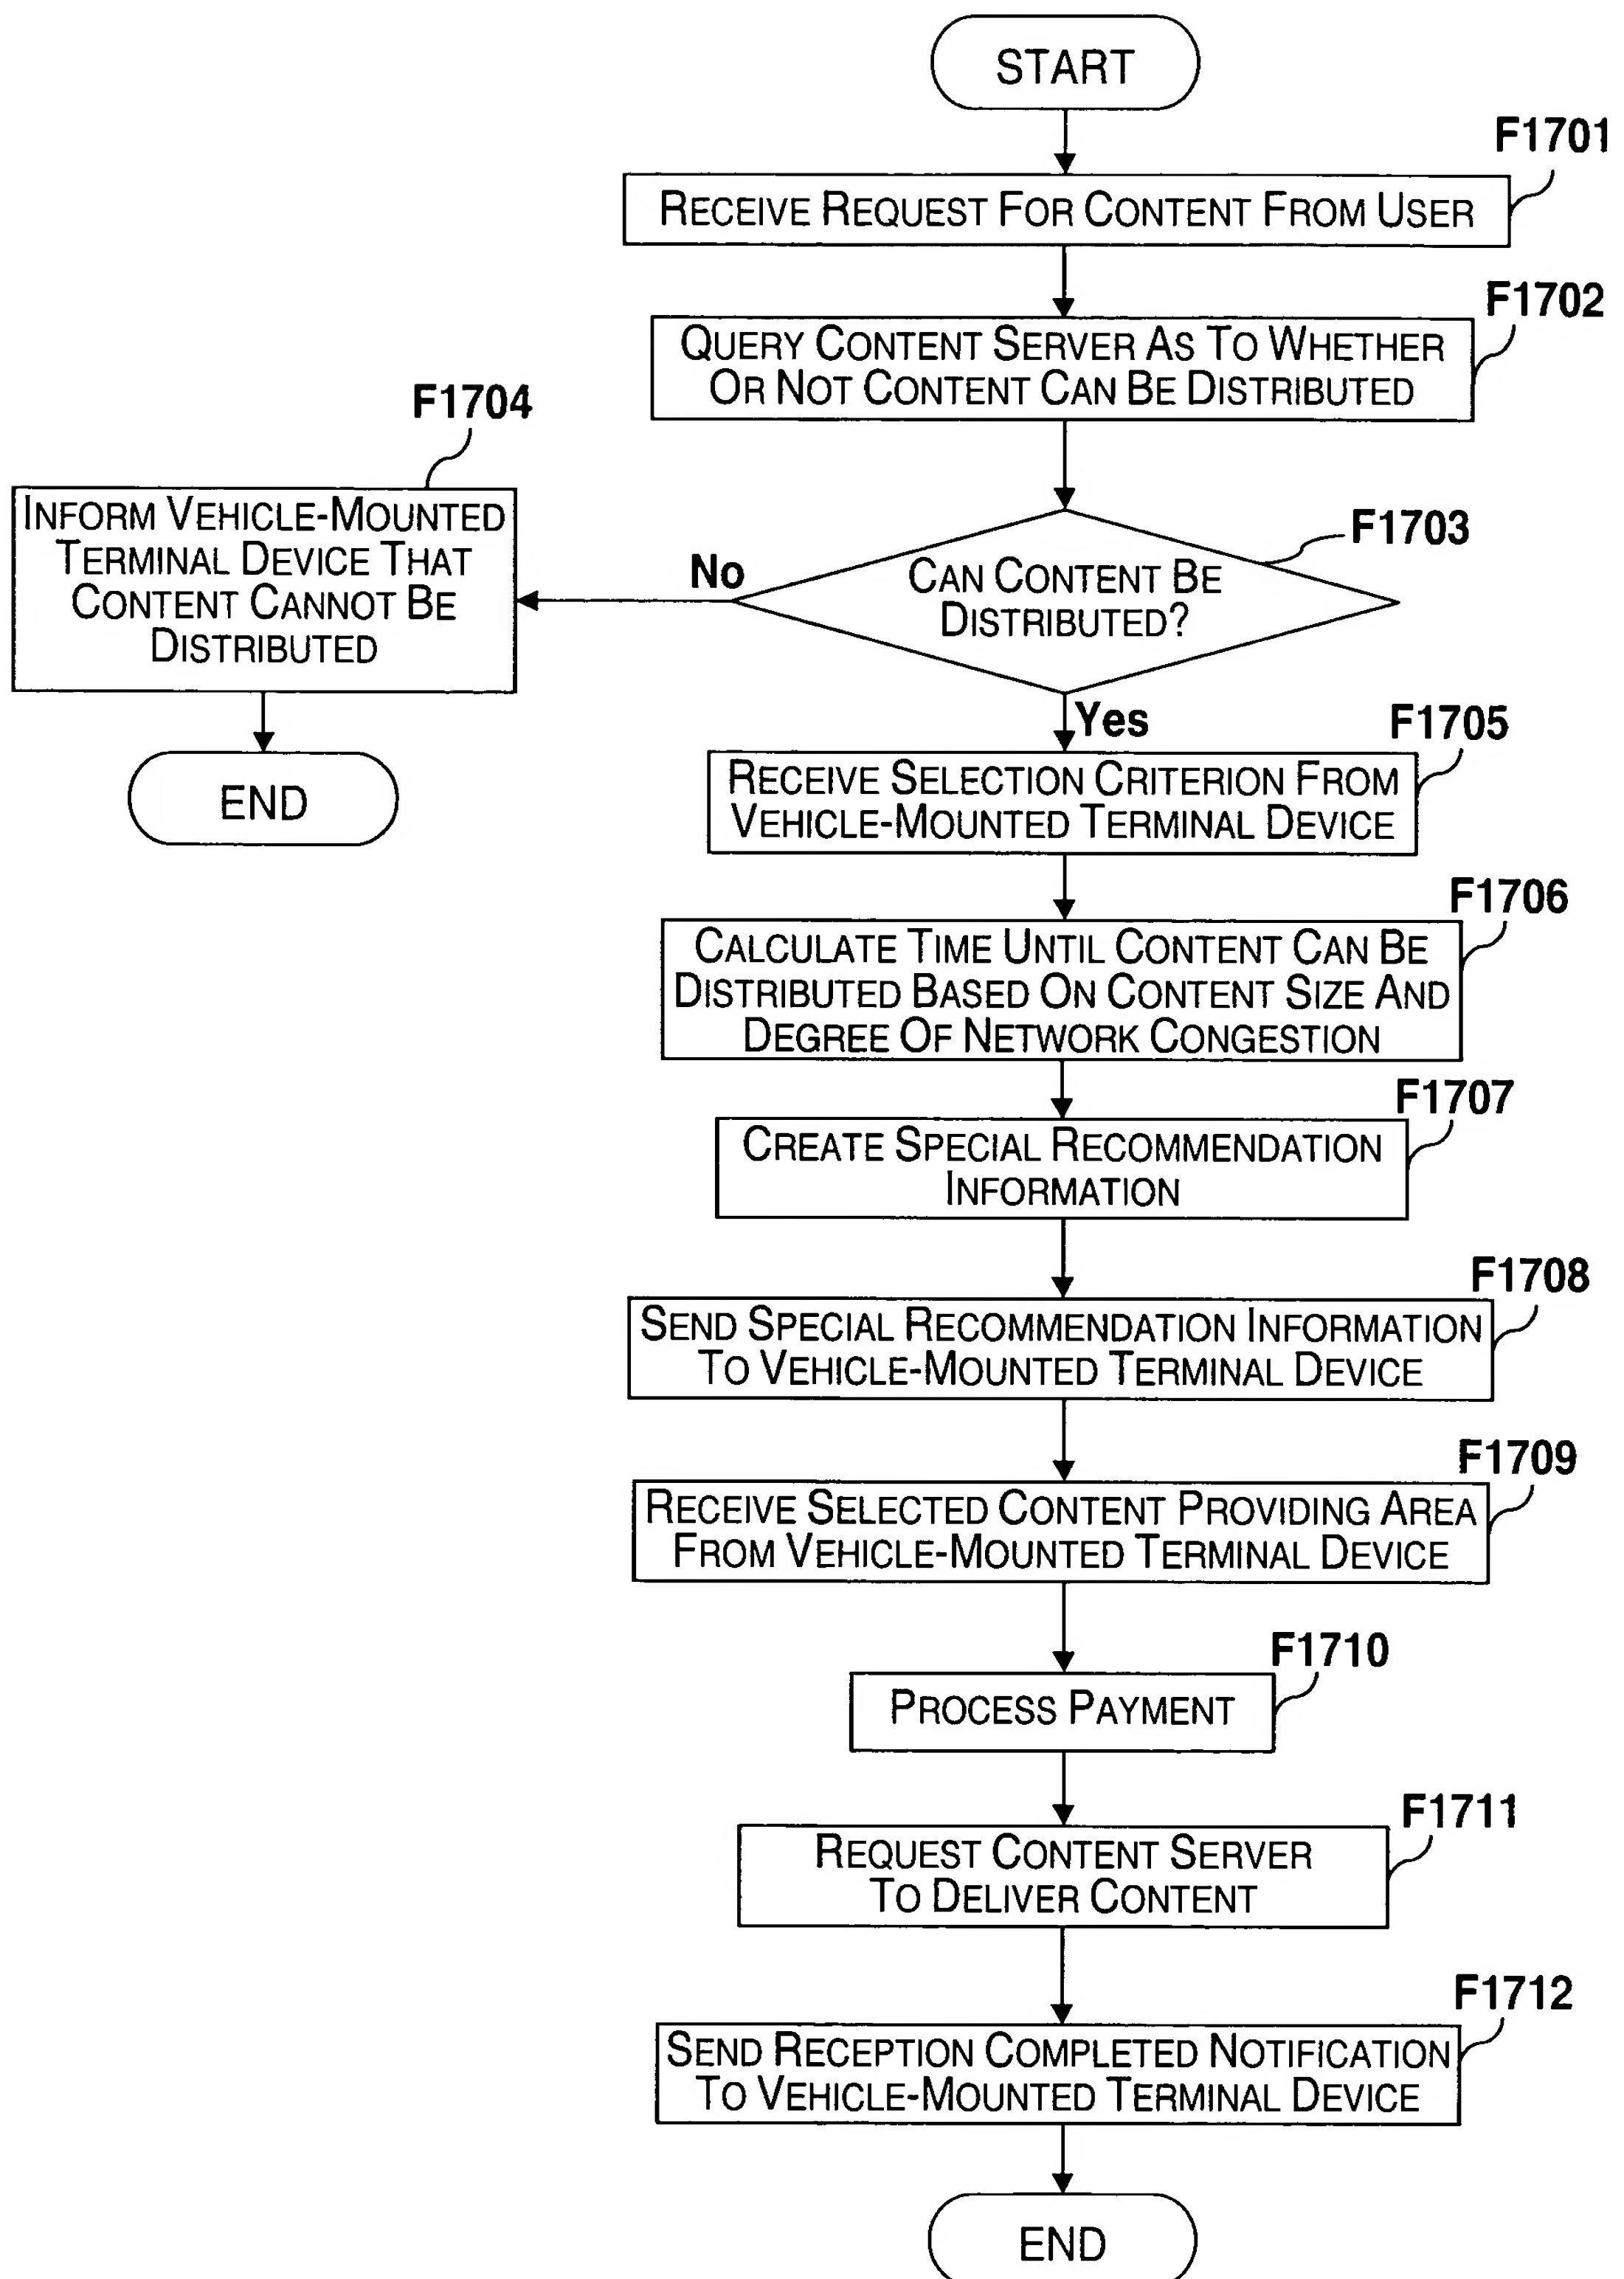 START
F1701
RECEIVE REQUEST FOR CONTENT FROM USER
F1702
QUERY CONTENT SERVER AS TO WHETHER
OR NOT CONTENT CAN BE DISTRIBUTED
F1703
CAN CONTENT BE
DISTRIBUTED?
No
F1704
INFORM VEHICLE-MOUNTED
TERMINAL DEVICE THAT
CONTENT CANNOT BE
DISTRIBUTED
END
Yes
F1705
RECEIVE SELECTION CRITERION FROM
VEHICLE-MOUNTED TERMINAL DEVICE
F1706
CALCULATE TIME UNTIL CONTENT CAN BE
DISTRIBUTED BASED ON CONTENT SIZE AND
DEGREE OF NETWORK CONGESTION
F1707
CREATE SPECIAL RECOMMENDATION
INFORMATION
F1708
SEND SPECIAL RECOMMENDATION INFORMATION
TO VEHICLE-MOUNTED TERMINAL DEVICE
F1709
RECEIVE SELECTED CONTENT PROVIDING AREA
FROM VEHICLE-MOUNTED TERMINAL DEVICE
F1710
PROCESS PAYMENT
F1711
REQUEST CONTENT SERVER
TO DELIVER CONTENT
F1712
SEND RECEPTION COMPLETED NOTIFICATION
TO VEHICLE-MOUNTED TERMINAL DEVICE
END